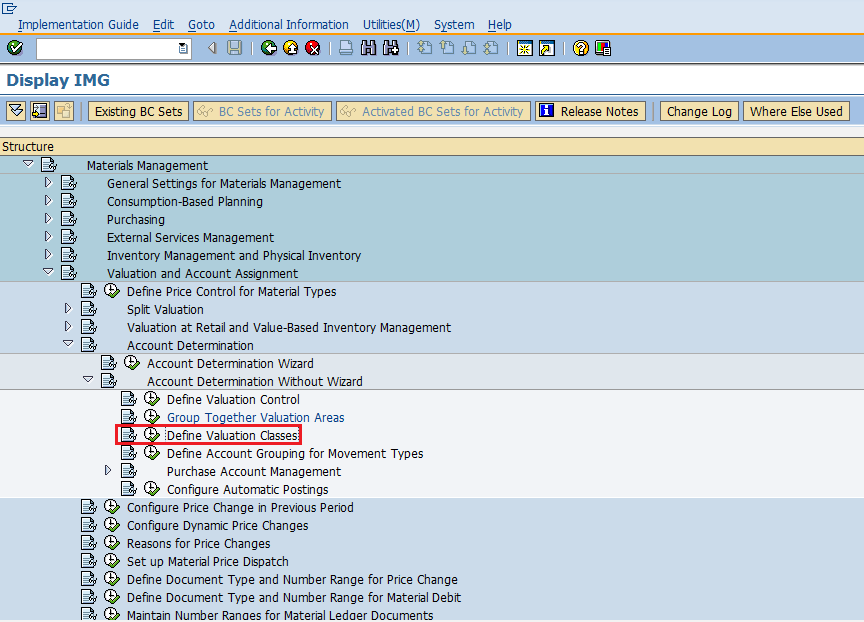 Implementation Guide Edit Goto Additional Information Utilities(M) System Help
Display IMG
Existing BC Sets BC Sets for Activity Activated BC Sets for Activity Release Notes Change Log Where Else Used
Structure
Materials Management
General Settings for Materials Management
Consumption-Based Planning
Purchasing
External Services Management
Inventory Management and Physical Inventory
Valuation and Account Assignment
Define Price Control for Material Types
Split Valuation
Valuation at Retail and Value-Based Inventory Management
Account Determination
Account Determination Wizard
Account Determination Without Wizard
Define Valuation Control
Group Together Valuation Areas
Define Valuation Classes
Define Account Grouping for Movement Types
Purchase Account Management
Configure Automatic Postings
Configure Price Change in Previous Period
Configure Dynamic Price Changes
Reasons for Price Changes
Set up Material Price Dispatch
Define Document Type and Number Range for Price Change
Define Document Type and Number Range for Material Debit
Maintain Number Ranges for Material Ledger Documents